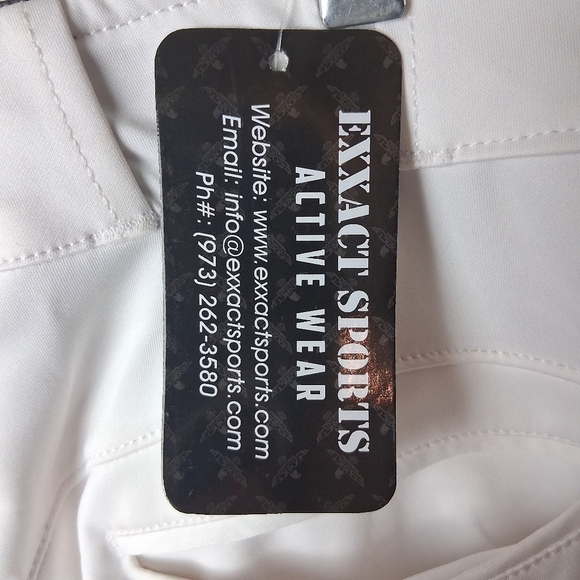 EXXACT SPORTS
ACTIVE WEAR
Website: www.exxactsports.com
Email: info@exxactsports.com
Ph#: (973) 262-3580